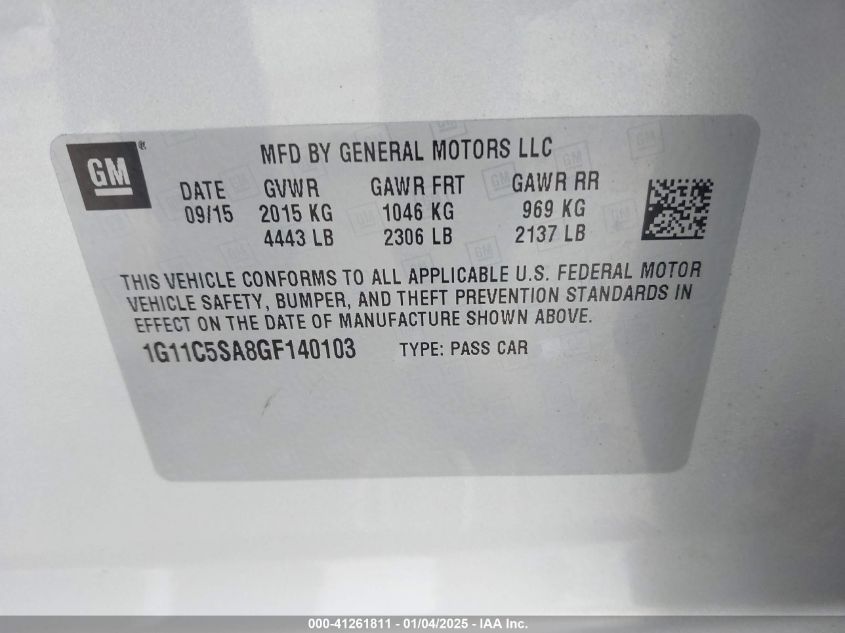 GM
MFD BY GENERAL MOTORS LLC
DATE GVWR GAWR FRT GAWR RR
09/15 2015 KG 1046 KG 969 KG
4443 LB 2306 LB 2137 LB
THIS VEHICLE CONFORMS TO ALL APPLICABLE U.S. FEDERAL MOTOR
VEHICLE SAFETY, BUMPER, AND THEFT PREVENTION STANDARDS IN
EFFECT ON THE DATE OF MANUFACTURE SHOWN ABOVE.
1G11C5SA8GF140103 TYPE: PASS CAR
000-41261811 - 01/04/2025 - IAA Inc.